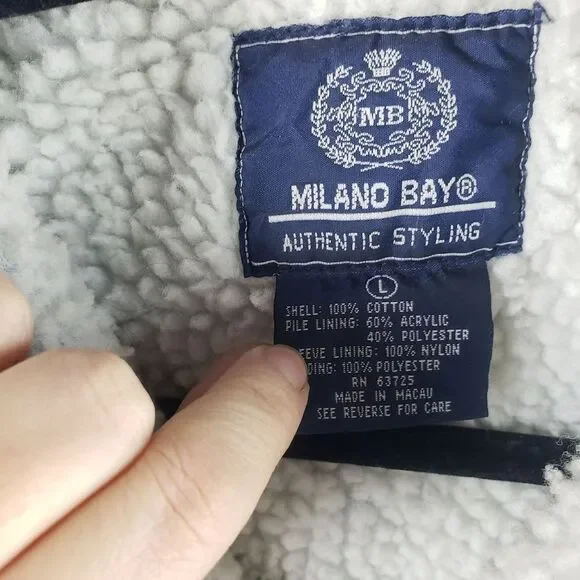 MB
MILANO BAY®
AUTHENTIC STYLING
L
SHELL: 100% COTTON
PILE LINING: 60% ACRYLIC
40% POLYESTER
EEVE LINING: 100% NYLON
DING: 100% POLYESTER
RN 63725
MADE IN MACAU
SEE REVERSE FOR CARE